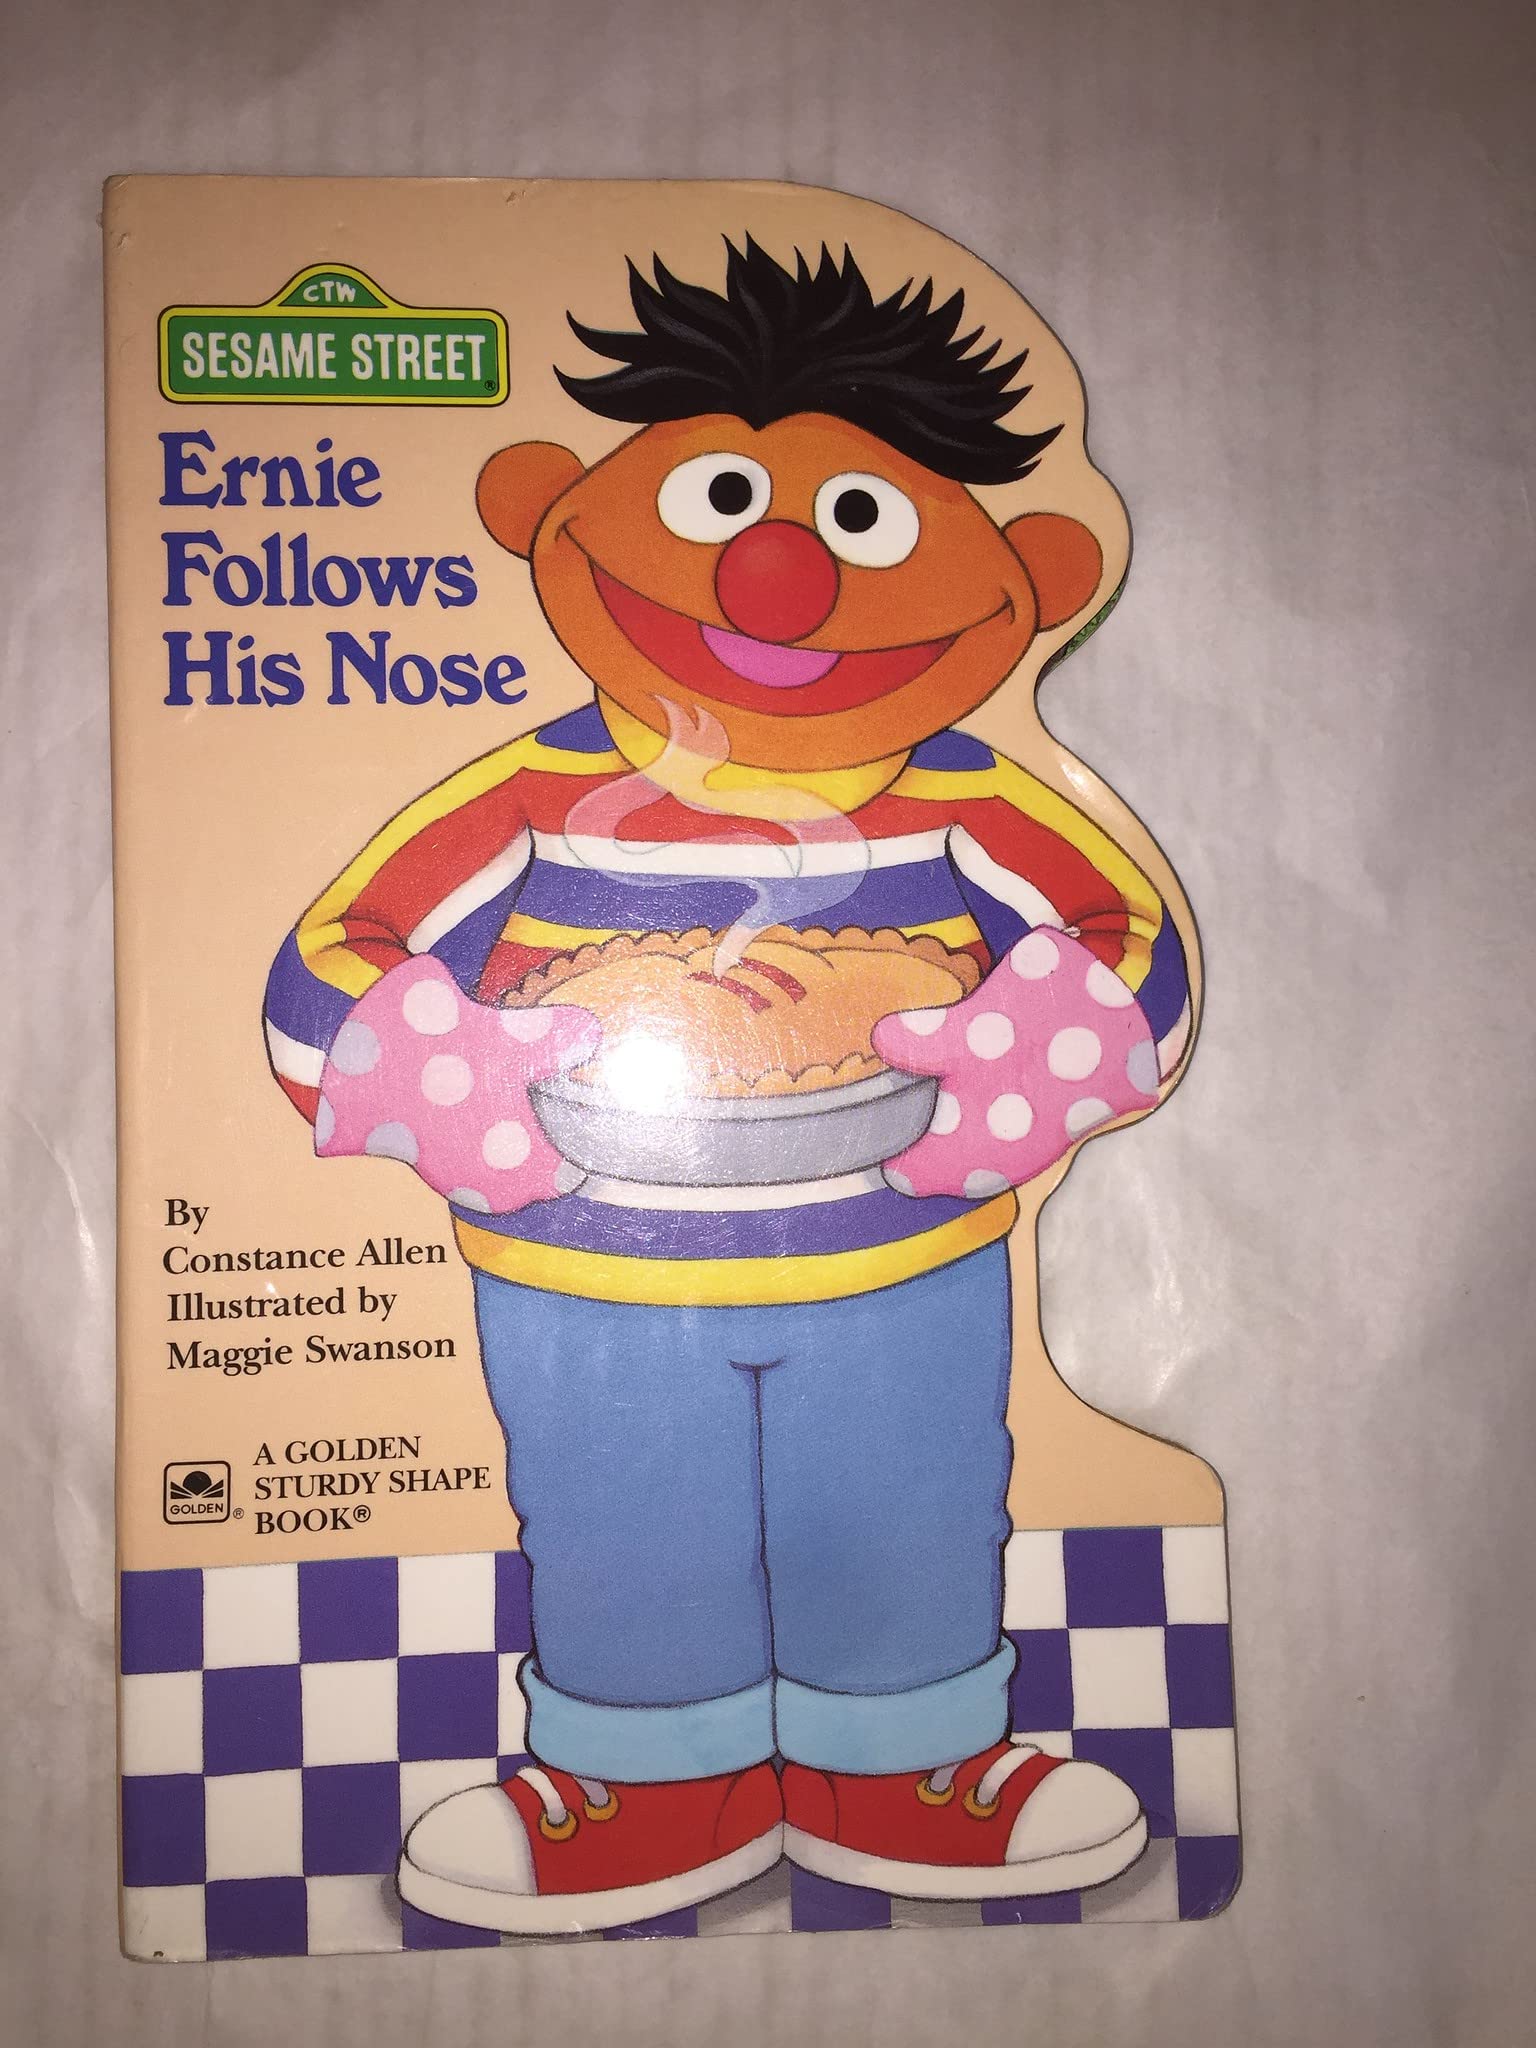 CTW
SESAME STREET®
Ernie
Follows
His Nose
By
Constance Allen
Illustrated by
Maggie Swanson
GOLDEN®
A GOLDEN
STURDY SHAPE
BOOK®